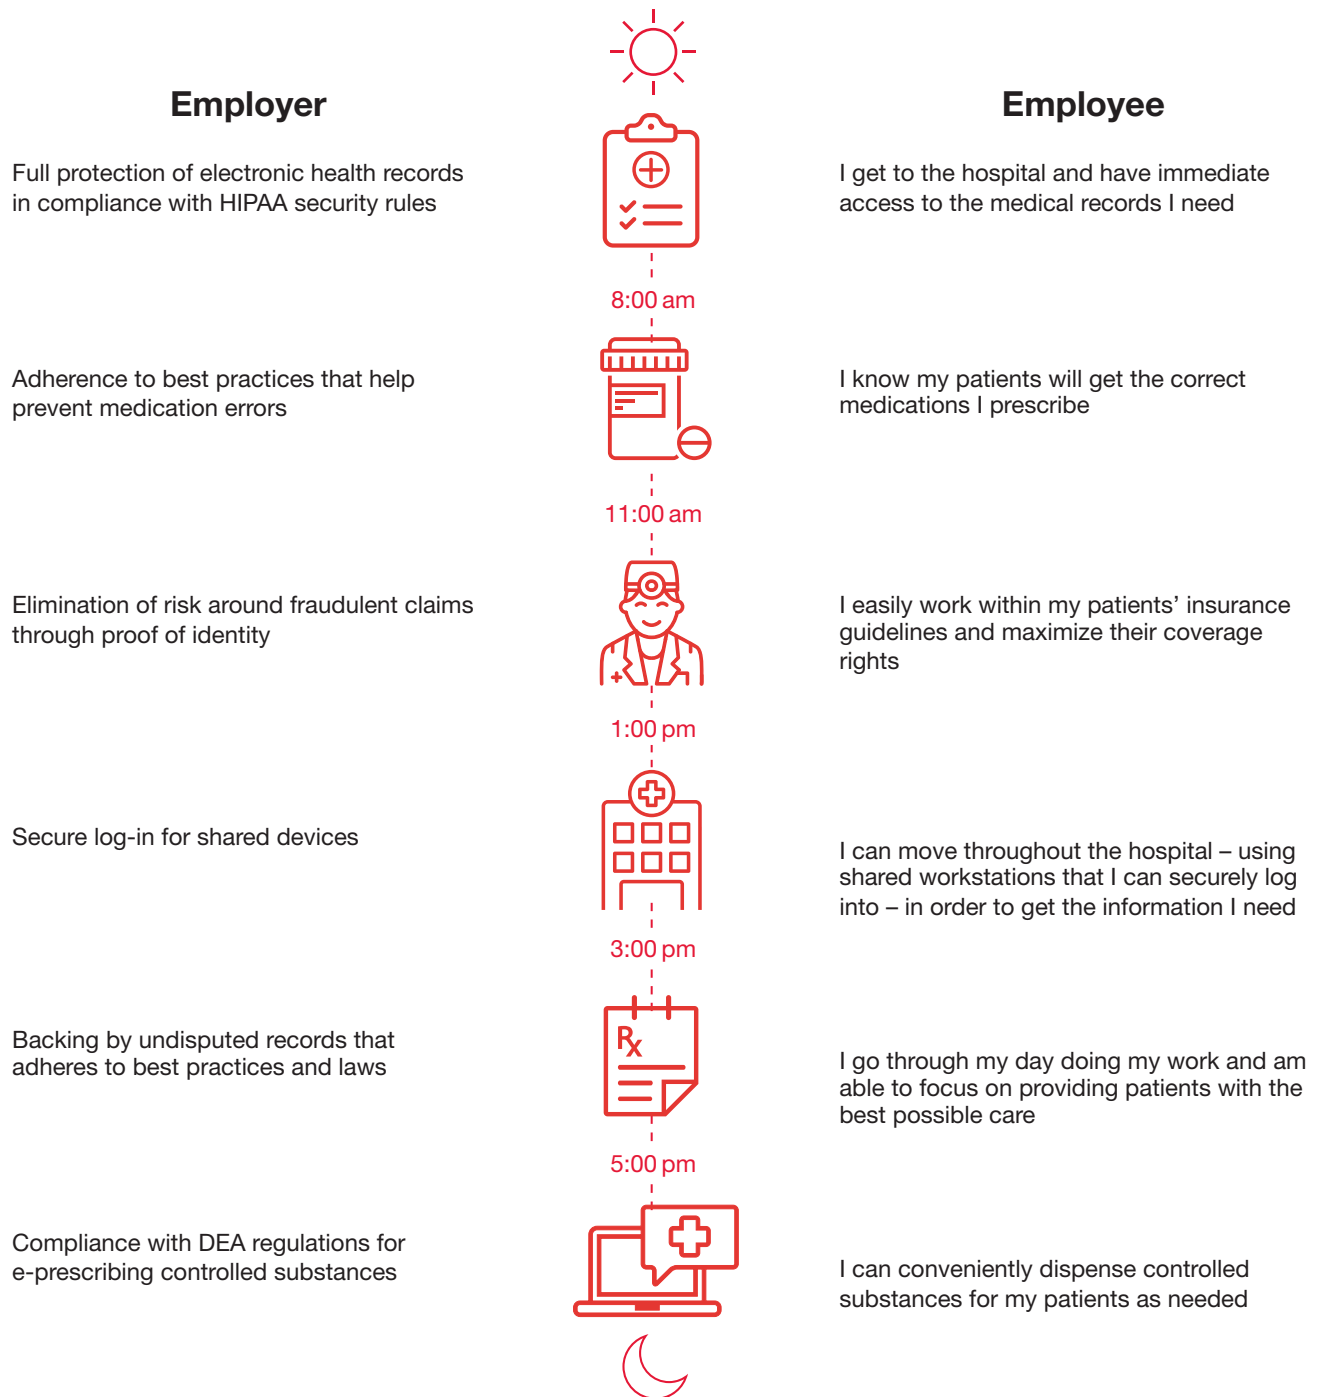 Employer
Employee
Full protection of electronic health records
in compliance with HIPAA security rules
I get to the hospital and have immediate
access to the medical records I need
8:00 am
Adherence to best practices that help
prevent medication errors
I know my patients will get the correct
medications I prescribe
11:00 am
Elimination of risk around fraudulent claims
through proof of identity
I easily work within my patients’ insurance
guidelines and maximize their coverage
rights
1:00 pm
Secure log-in for shared devices
I can move throughout the hospital – using
shared workstations that I can securely log
into – in order to get the information I need
3:00 pm
Backing by undisputed records that
adheres to best practices and laws
Rx
I go through my day doing my work and am
able to focus on providing patients with the
best possible care
5:00 pm
Compliance with DEA regulations for
e-prescribing controlled substances
I can conveniently dispense controlled
substances for my patients as needed